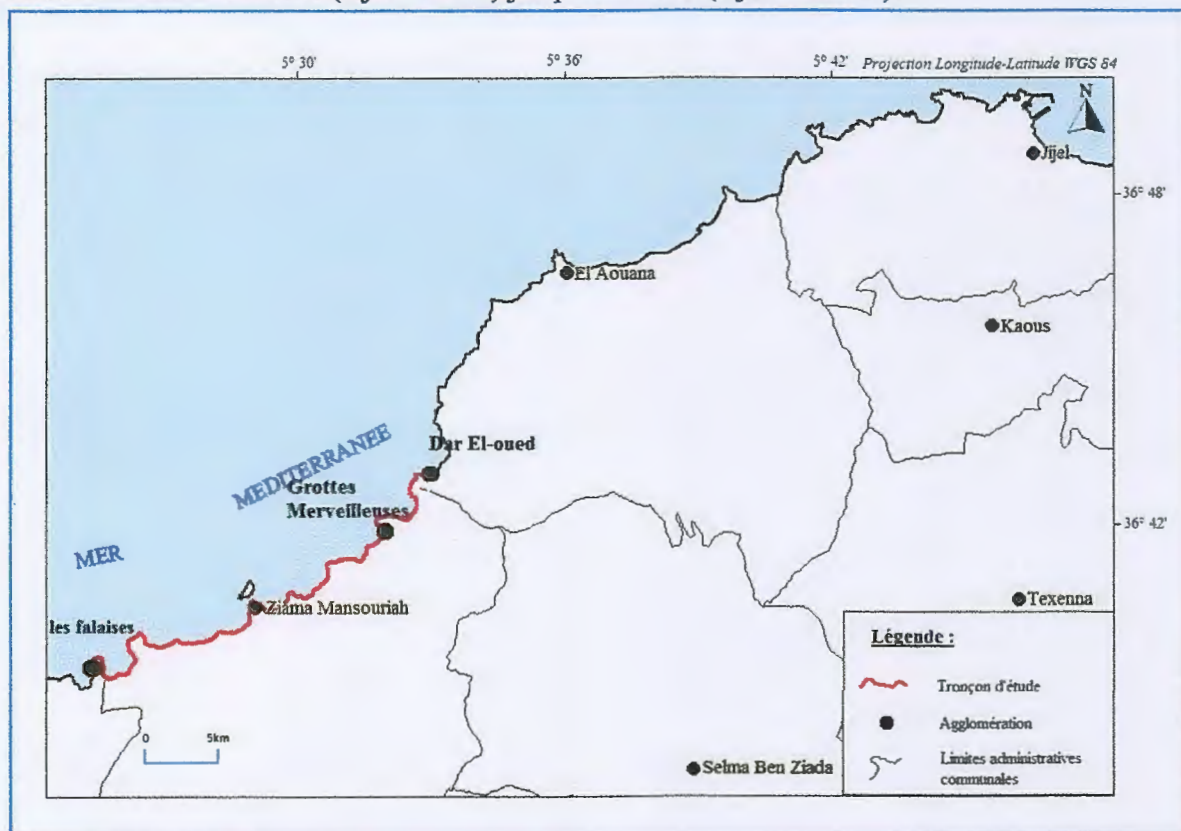 5° 30'
5° 36'
5° 42'
Projection Longitude-Latitude WGS 84
N
Jijel
36° 48'
El Aouana
Kaous
Dar El-oued
MEDITERRANEE
Grottes
Merveilleuses
36° 42'
MER
Ziama Mansouriah
Texenna
les falaises
Légende :
Tronçon d'étude
0 5km
Agglomération
Selma Ben Ziada
Limites administratives
communales